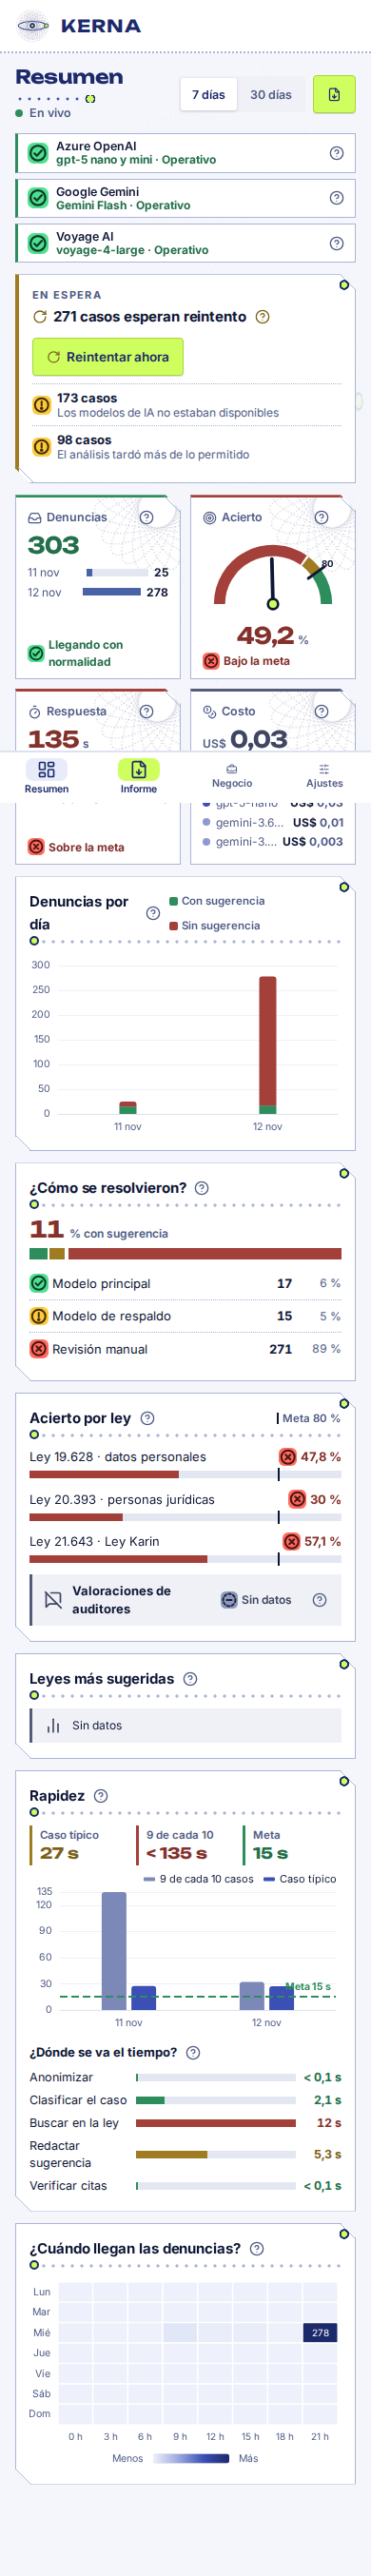 KERNA
Resumen
En vivo
7 días
30 días
Azure OpenAI
gpt-5 nano y mini · Operativo
Google Gemini
Gemini Flash · Operativo
Voyage AI
voyage-4-large · Operativo
EN ESPERA
271 casos esperan reintento
Reintentar ahora
173 casos
Los modelos de IA no estaban disponibles
98 casos
El análisis tardó más de lo permitido
Denuncias
303
11 nov 25
12 nov 278
Llegando con
normalidad
Acierto
80
49,2 %
Bajo la meta
Respuesta
135 s
Sobre la meta
Costo
US$ 0,03
Resumen
Informe
Negocio
Ajustes
gpt-5-nano US$ 0,03
gemini-3.6... US$ 0,01
gemini-3.... US$ 0,003
Denuncias por
día
Con sugerencia
Sin sugerencia
300
250
200
150
100
50
0
11 nov
12 nov
¿Cómo se resolvieron?
11 % con sugerencia
Modelo principal 17 6 %
Modelo de respaldo 15 5 %
Revisión manual 271 89 %
Acierto por ley
Meta 80 %
Ley 19.628 · datos personales 47,8 %
Ley 20.393 · personas jurídicas 30 %
Ley 21.643 · Ley Karin 57,1 %
Valoraciones de
auditores
Sin datos
Leyes más sugeridas
Sin datos
Rapidez
Caso típico
27 s
9 de cada 10
< 135 s
Meta
15 s
9 de cada 10 casos
Caso típico
135
120
90
60
30
0
Meta 15 s
11 nov
12 nov
¿Dónde se va el tiempo?
Anonimizar < 0,1 s
Clasificar el caso 2,1 s
Buscar en la ley 12 s
Redactar
sugerencia 5,3 s
Verificar citas < 0,1 s
¿Cuándo llegan las denuncias?
Lun
Mar
Mié 278
Jue
Vie
Sáb
Dom
0 h 3 h 6 h 9 h 12 h 15 h 18 h 21 h
Menos Más